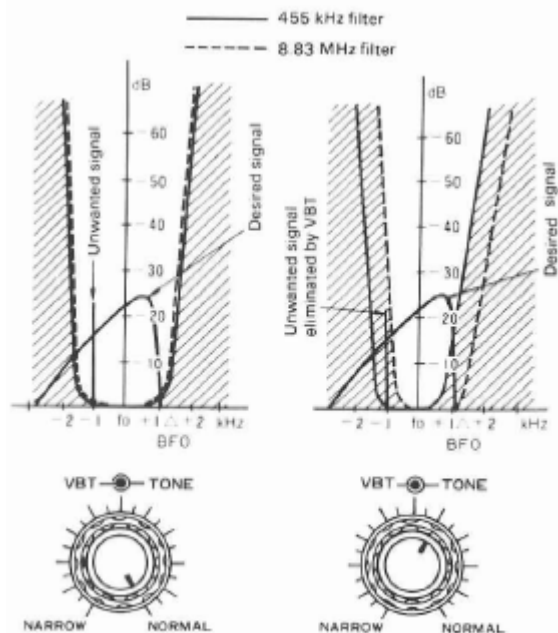 455 kHz filter
8.83 MHz filter
dB
-60
-50
-40
-30
-20
-10
Unwanted signal
Desired signal
-2 -1 fo +1 △ +2 kHz
BFO
dB
-60
-50
-40
-30
20
10
Unwanted signal
eliminated by VBT
Desired signal
-2 -1 fo +1 △ +2 kHz
BFO
VBT TONE
NARROW NORMAL
VBT TONE
NARROW NORMAL